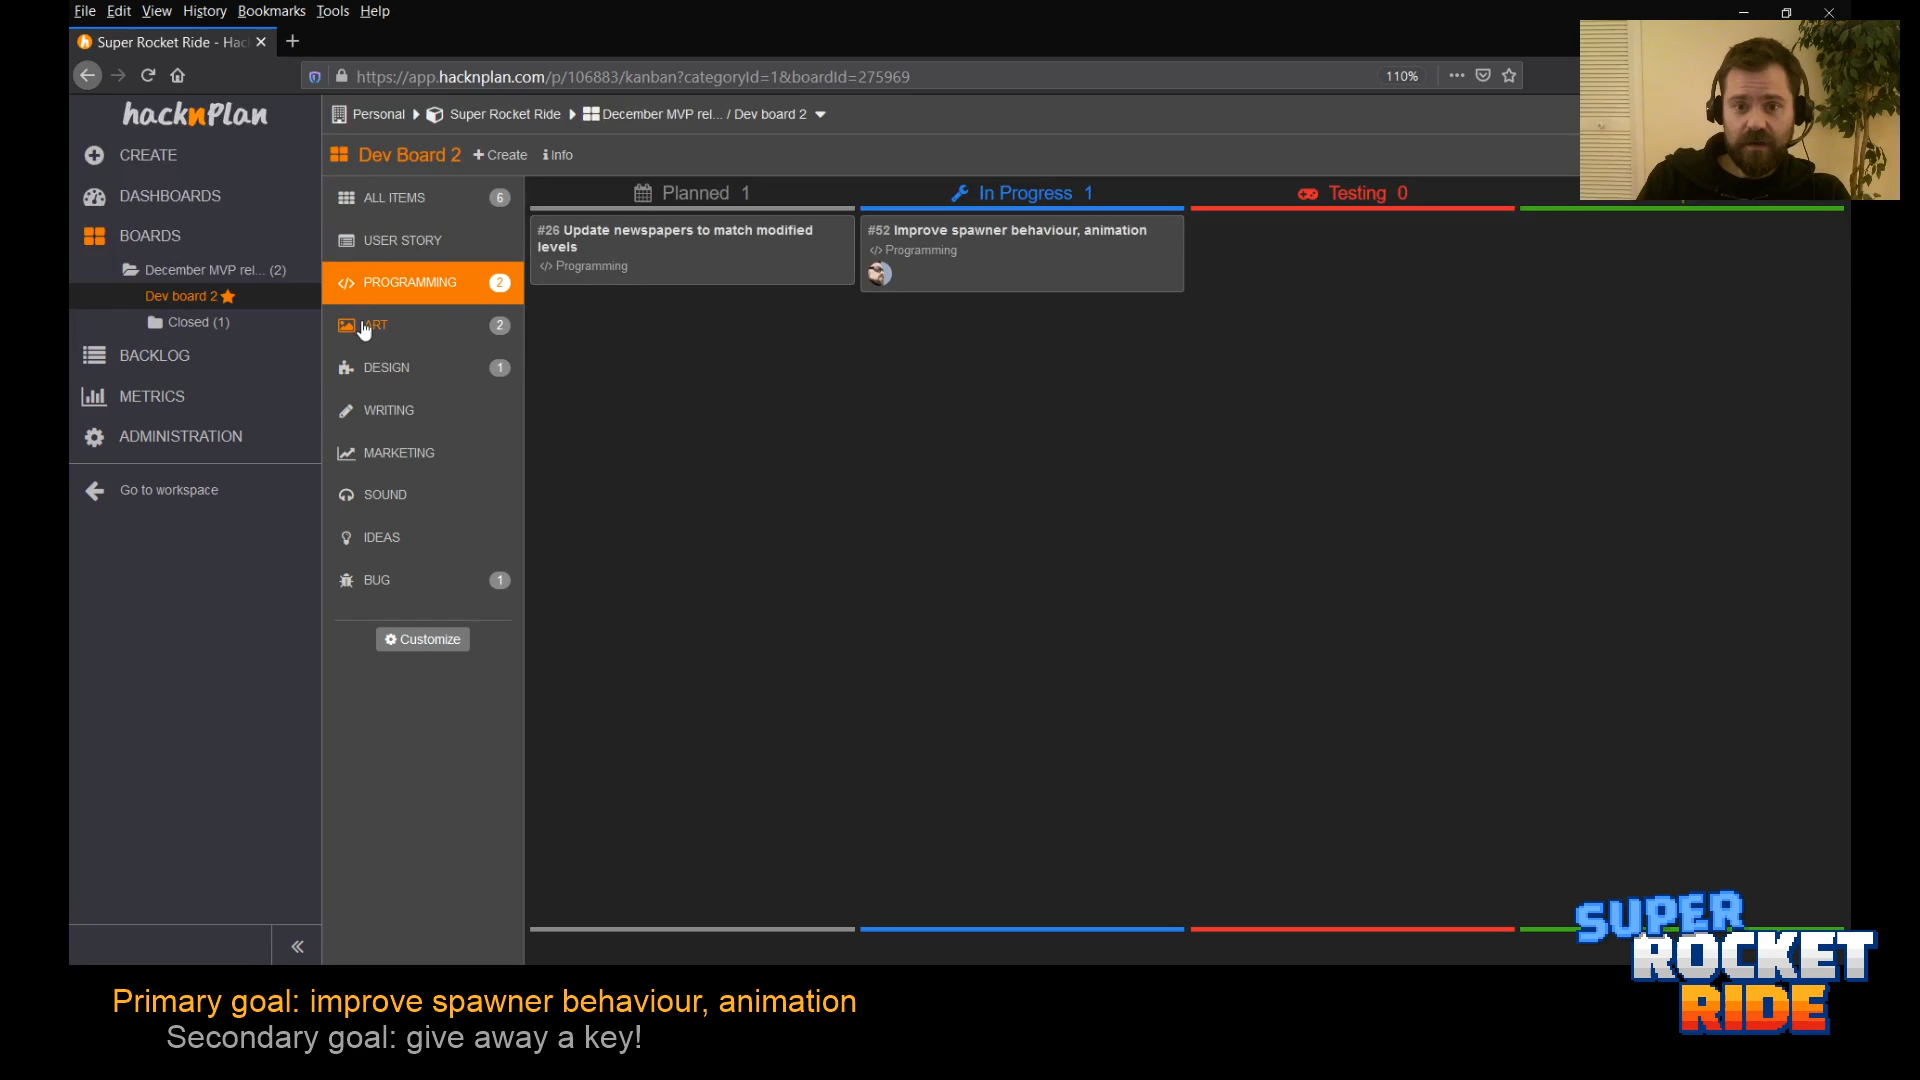 File Edit View History Bookmarks Tools Help
Super Rocket Ride - Hac
https://app.hacknplan.com/p/106883/kanban?categoryId=1&boardId=275969
110%
hacknPlan
Personal Super Rocket Ride December MVP rel... / Dev board 2
CREATE
DASHBOARDS
BOARDS
December MVP rel... (2)
Dev board 2
Closed (1)
BACKLOG
METRICS
ADMINISTRATION
Go to workspace
Dev Board 2 + Create i Info
ALL ITEMS 6
USER STORY
PROGRAMMING 2
ART 2
DESIGN 1
WRITING
MARKETING
SOUND
IDEAS
BUG 1
Customize
Planned 1
#26 Update newspapers to match modified
levels
Programming
In Progress 1
#52 Improve spawner behaviour, animation
Programming
Testing 0
SUPER
ROCKET
RIDE
Primary goal: improve spawner behaviour, animation
Secondary goal: give away a key!